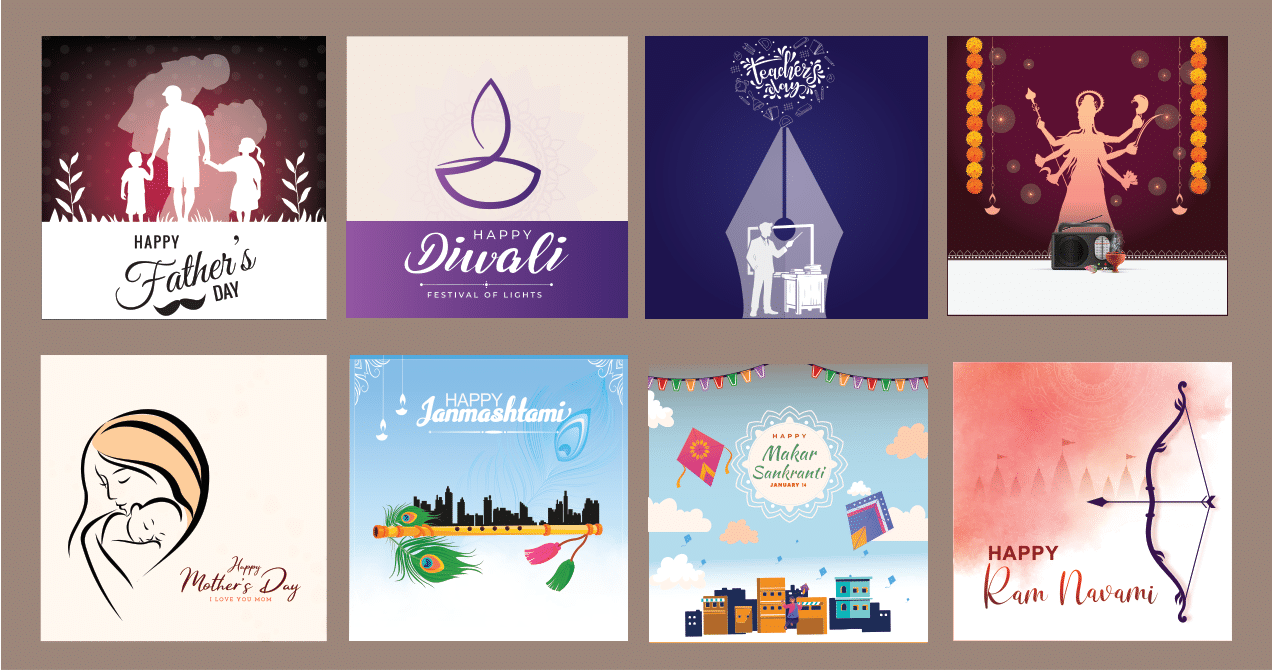 HAPPY
Father's
DAY
HAPPY
Diwali
FESTIVAL OF LIGHTS
teacher's
day
Happy
Mother's Day
I LOVE YOU MOM
HAPPY
Janmashtami
HAPPY
Makar
Sankranti
JANUARY 14
HAPPY
Ram Navami